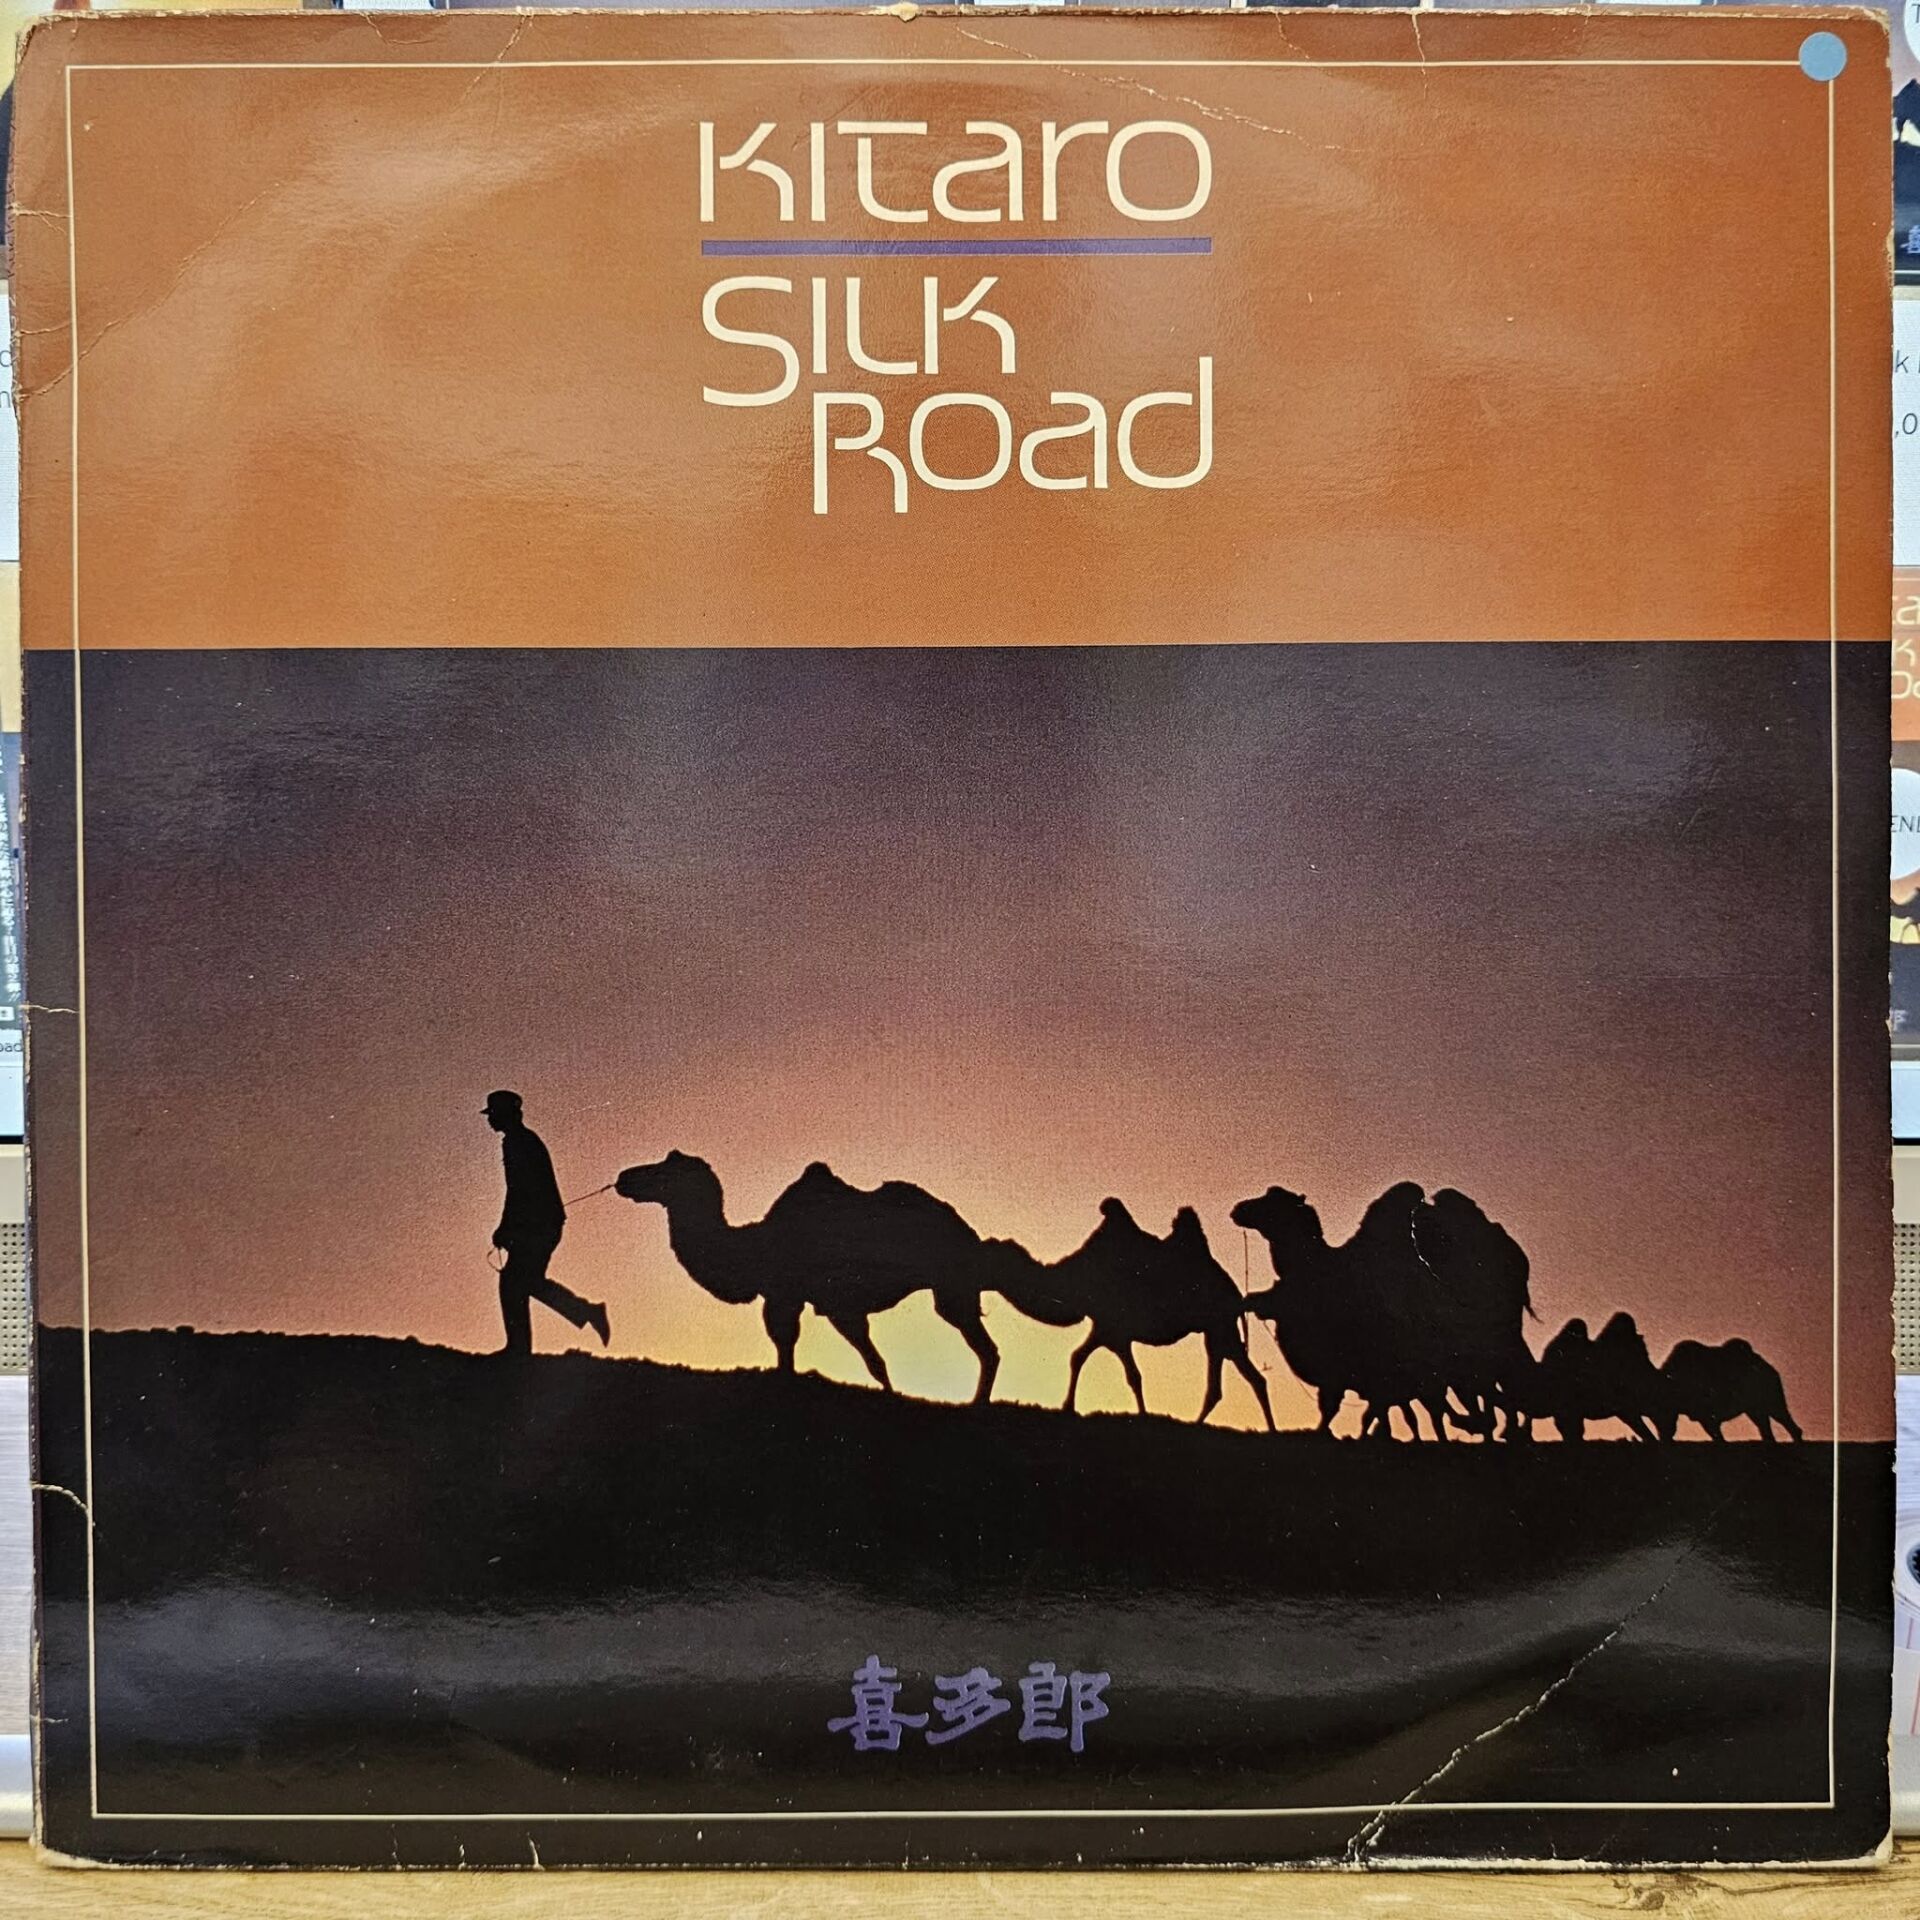 Kitaro
Silk
Road
喜多郎